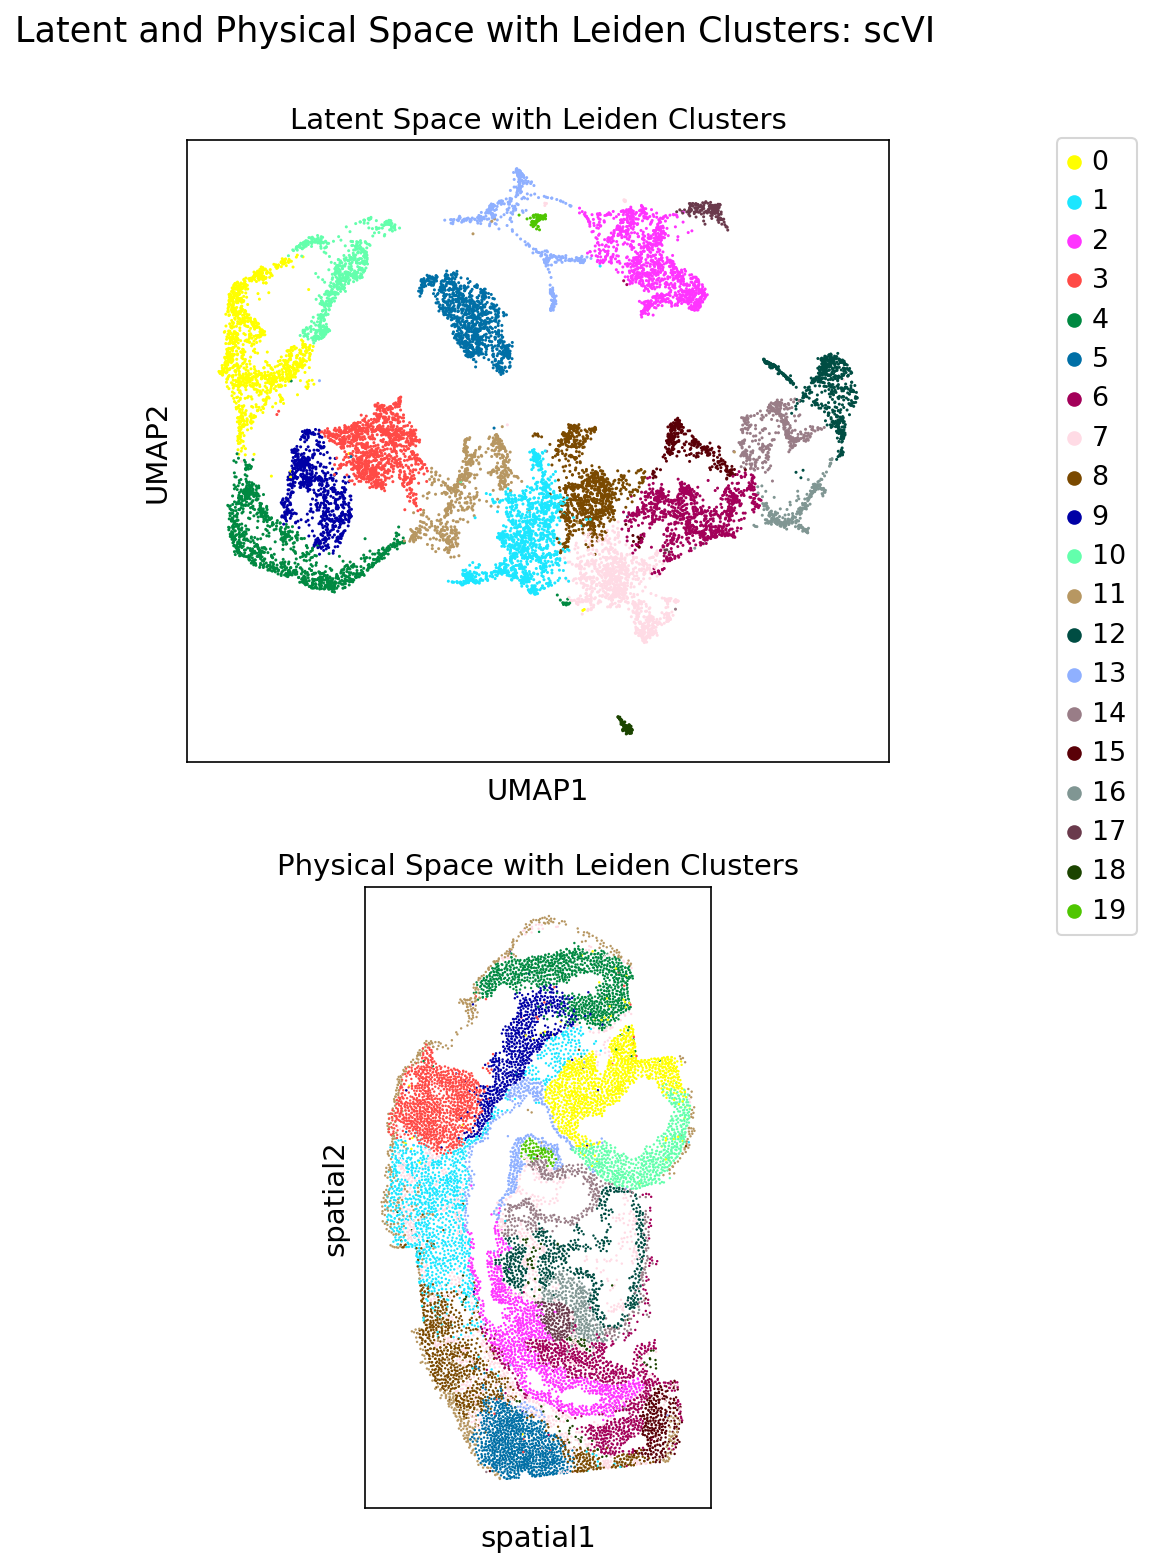 Latent and Physical Space with Leiden Clusters: scVI
Latent Space with Leiden Clusters
UMAP2
UMAP1
0
1
2
3
4
5
6
7
8
9
10
11
12
13
14
15
16
17
18
19
Physical Space with Leiden Clusters
spatial2
spatial1